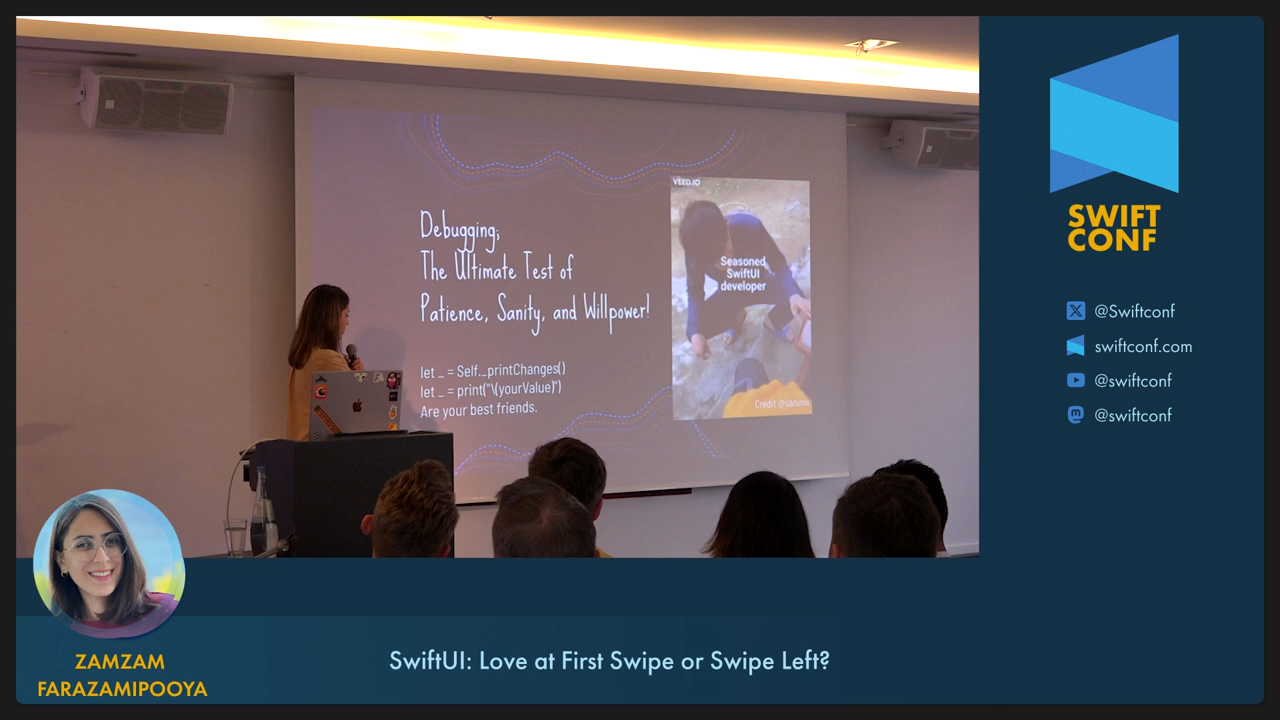 VEED.IO
Debugging;
The Ultimate Test of
Patience, Sanity, and Willpower!
Seasoned
SwiftUI
developer
let _ = Self._printChanges()
let _ = print("\(yourValue)")
Are your best friends.
Credit @saruna
SWIFT
CONF
@Swiftconf
swiftconf.com
@swiftconf
@swiftconf
ZAMZAM
FARAZAMIPOOYA
SwiftUI: Love at First Swipe or Swipe Left?